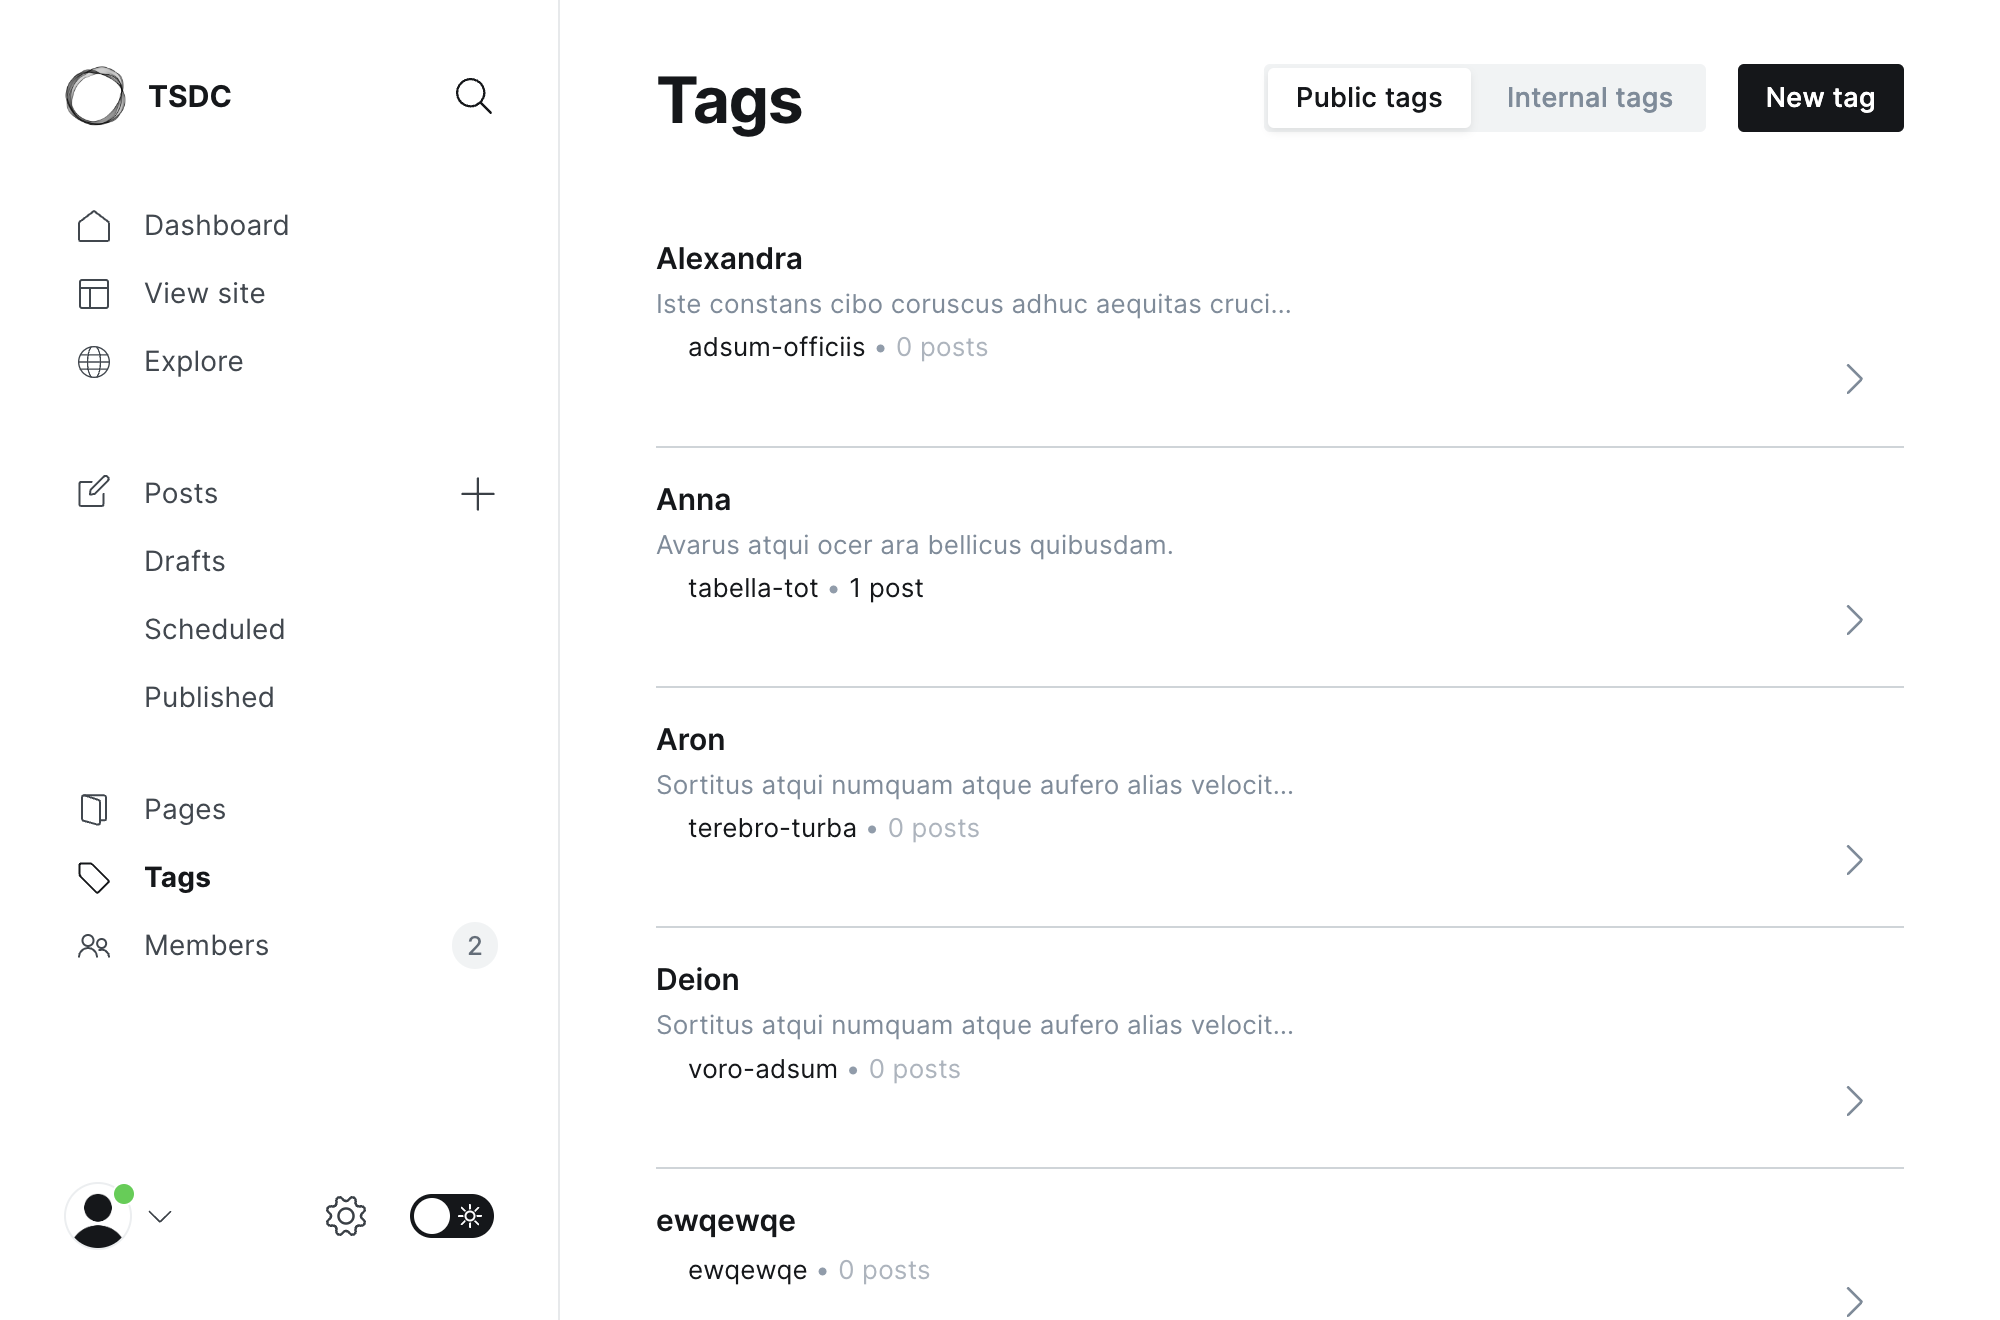 TSDC
Dashboard
View site
Explore
Posts
Drafts
Scheduled
Published
Pages
Tags
Members
2
Tags
Public tags
Internal tags
New tag
Alexandra
Iste constans cibo coruscus adhuc aequitas cruci...
adsum-officiis • 0 posts
Anna
Avarus atqui ocer ara bellicus quibusdam.
tabella-tot • 1 post
Aron
Sortitus atqui numquam atque aufero alias velocit...
terebro-turba • 0 posts
Deion
Sortitus atqui numquam atque aufero alias velocit...
voro-adsum • 0 posts
ewqewqe
ewqewqe • 0 posts